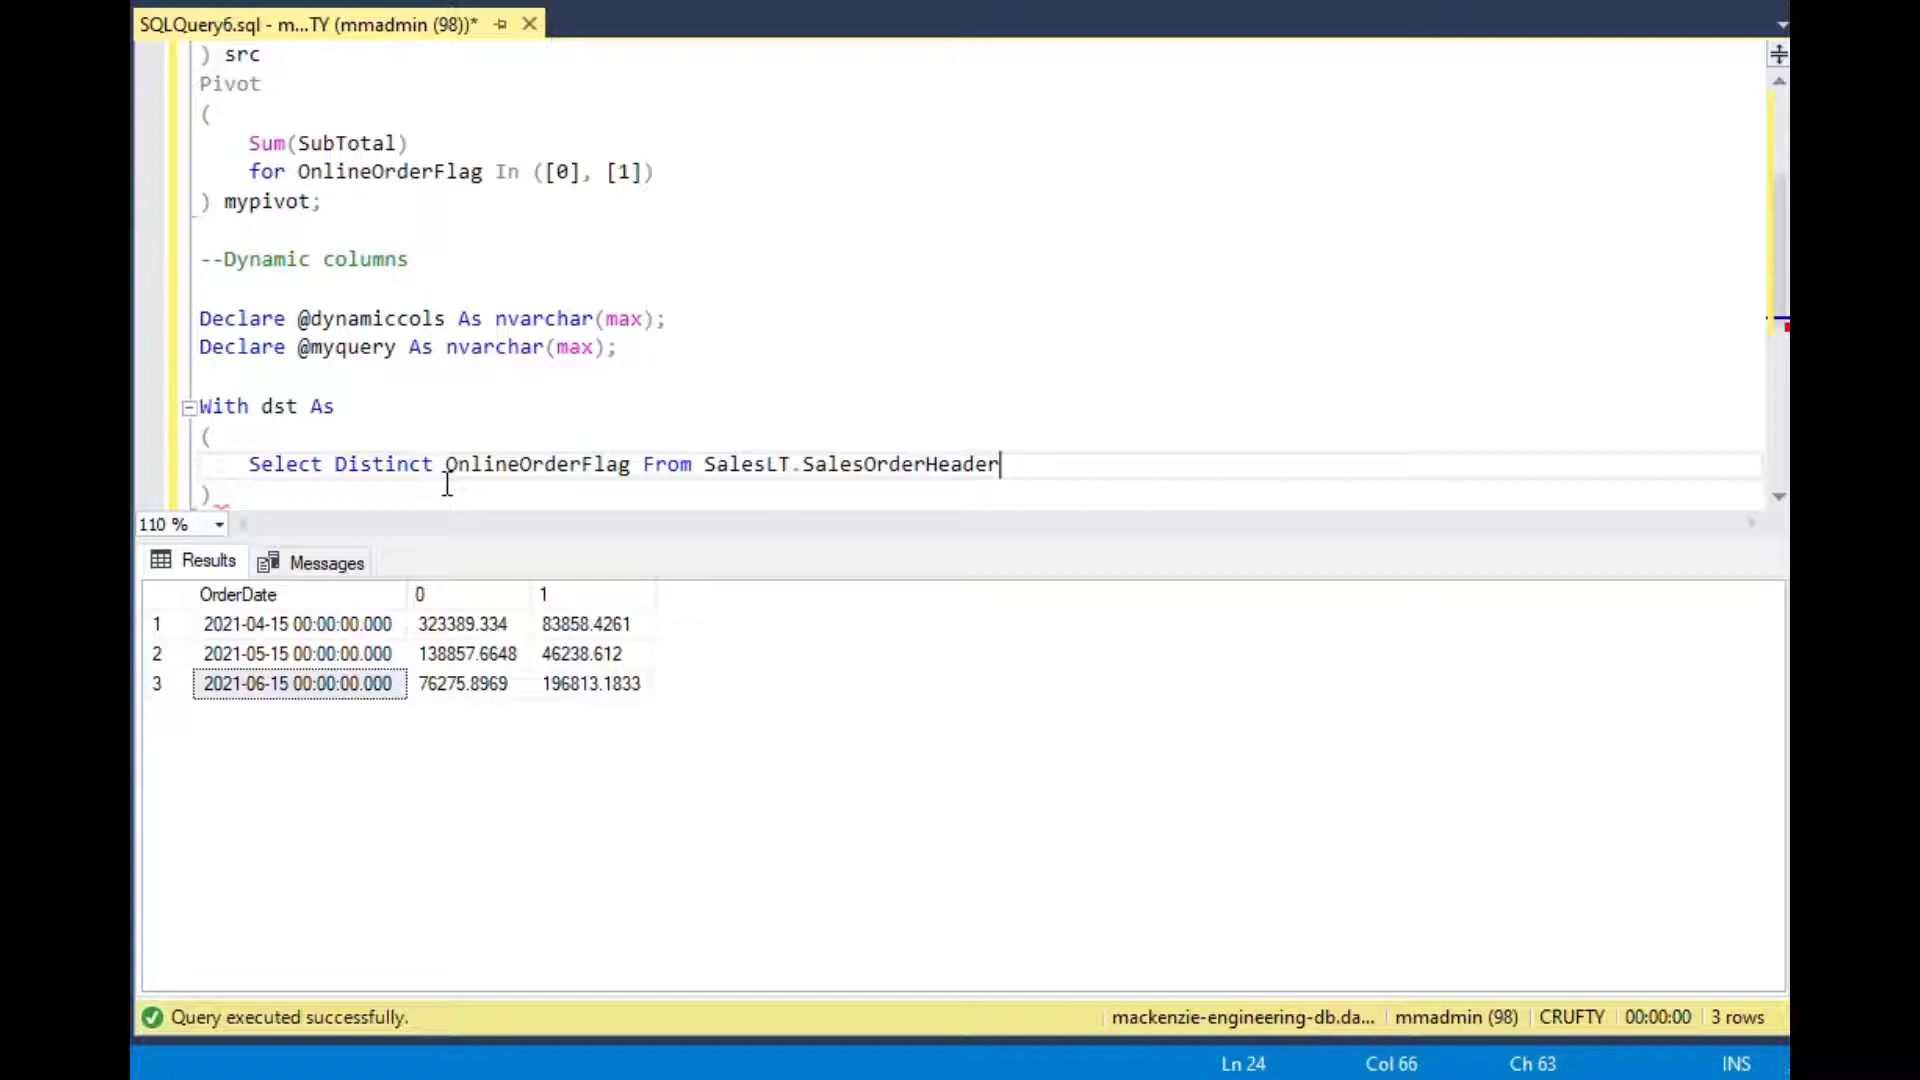 SQLQuery6.sql - m...TY (mmadmin (98))*
) src
Pivot
(
Sum(SubTotal)
for OnlineOrderFlag In ([0], [1])
) mypivot;
--Dynamic columns
Declare @dynamiccols As nvarchar(max);
Declare @myquery As nvarchar(max);
With dst As
(
Select Distinct OnlineOrderFlag From SalesLT.SalesOrderHeader
)
110 %
Results Messages
OrderDate 0 1
1 2021-04-15 00:00:00.000 323389.334 83858.4261
2 2021-05-15 00:00:00.000 138857.6648 46238.612
3 2021-06-15 00:00:00.000 76275.8969 196813.1833
Query executed successfully. mackenzie-engineering-db.da... mmadmin (98) CRUFTY 00:00:00 3 rows
Ln 24 Col 66 Ch 63 INS